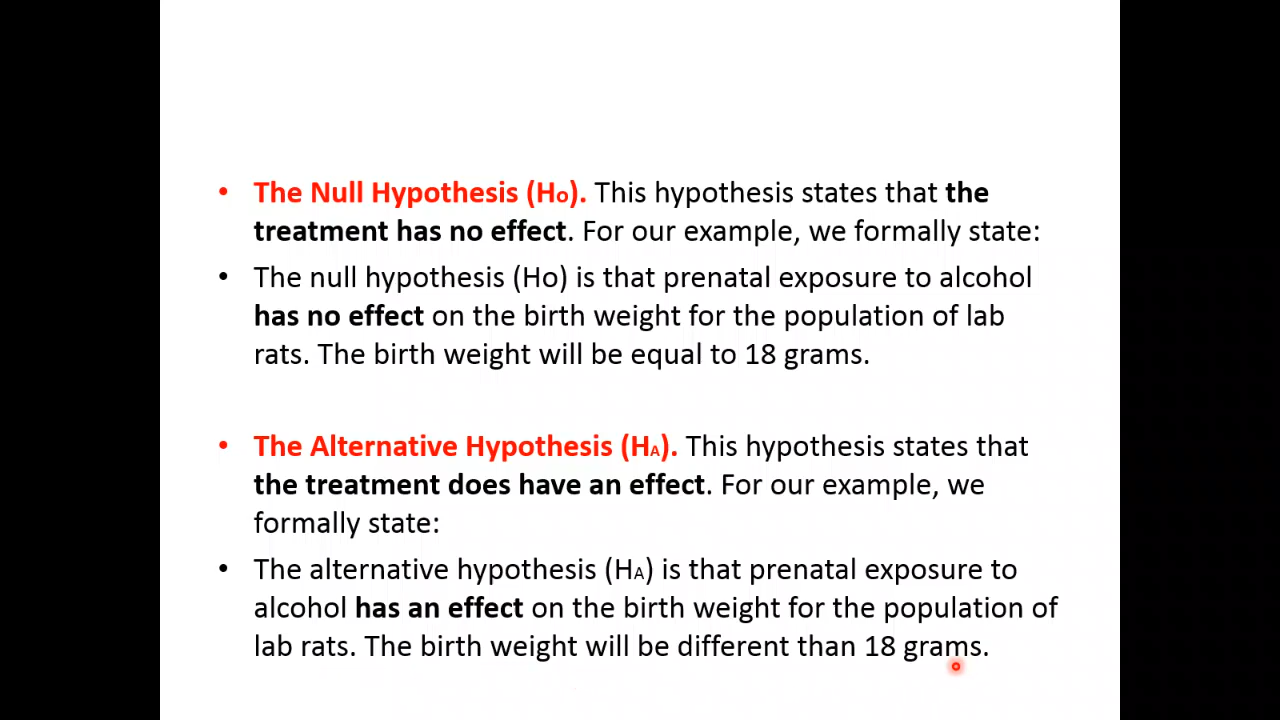 • The Null Hypothesis (Ho). This hypothesis states that the
treatment has no effect. For our example, we formally state:
• The null hypothesis (Ho) is that prenatal exposure to alcohol
has no effect on the birth weight for the population of lab
rats. The birth weight will be equal to 18 grams.
• The Alternative Hypothesis (HA). This hypothesis states that
the treatment does have an effect. For our example, we
formally state:
• The alternative hypothesis (HA) is that prenatal exposure to
alcohol has an effect on the birth weight for the population of
lab rats. The birth weight will be different than 18 grams.